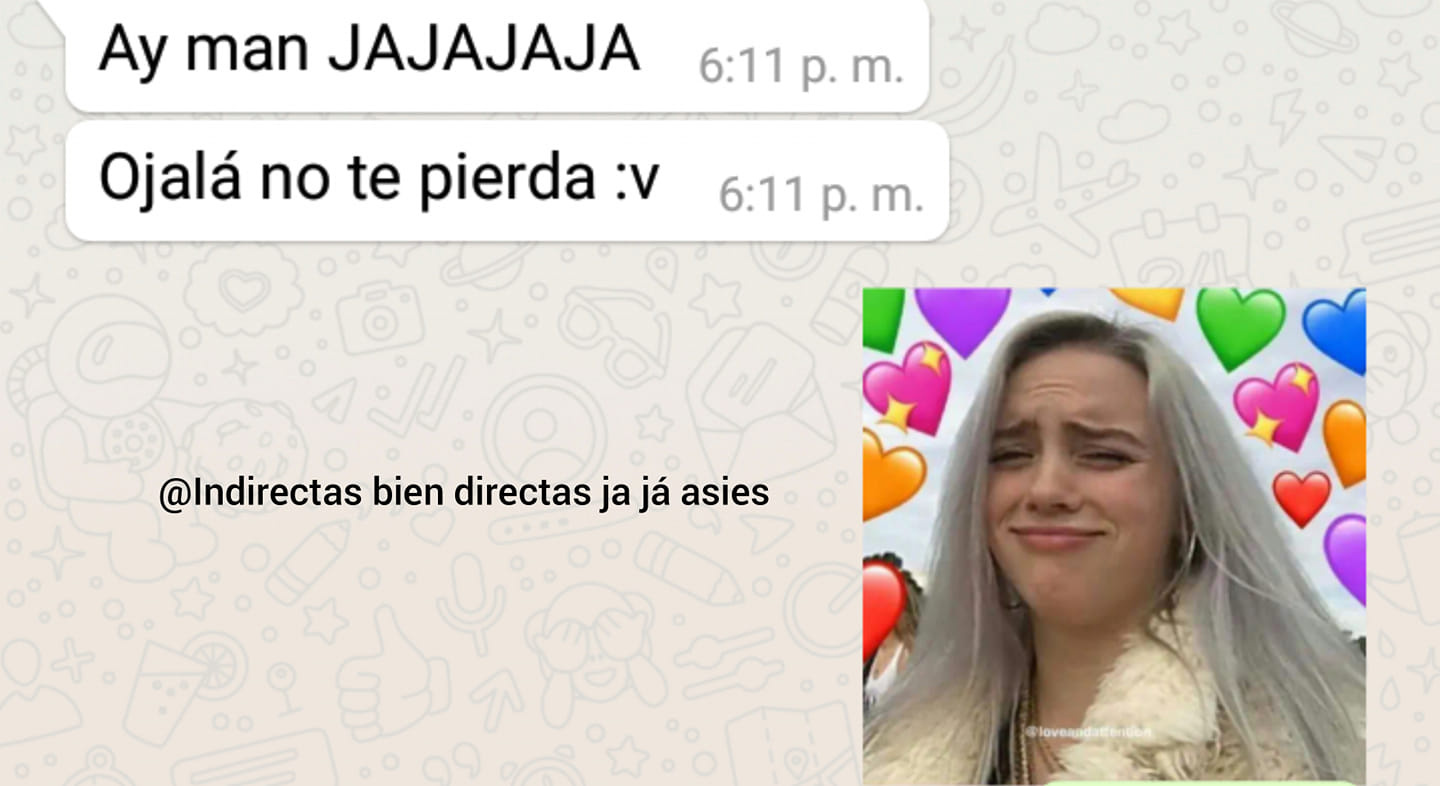 Ay man JAJAJAJA 6:11 p. m.
Ojalá no te pierda :v 6:11 p. m.
@Indirectas bien directas ja já asies
@loveandattention